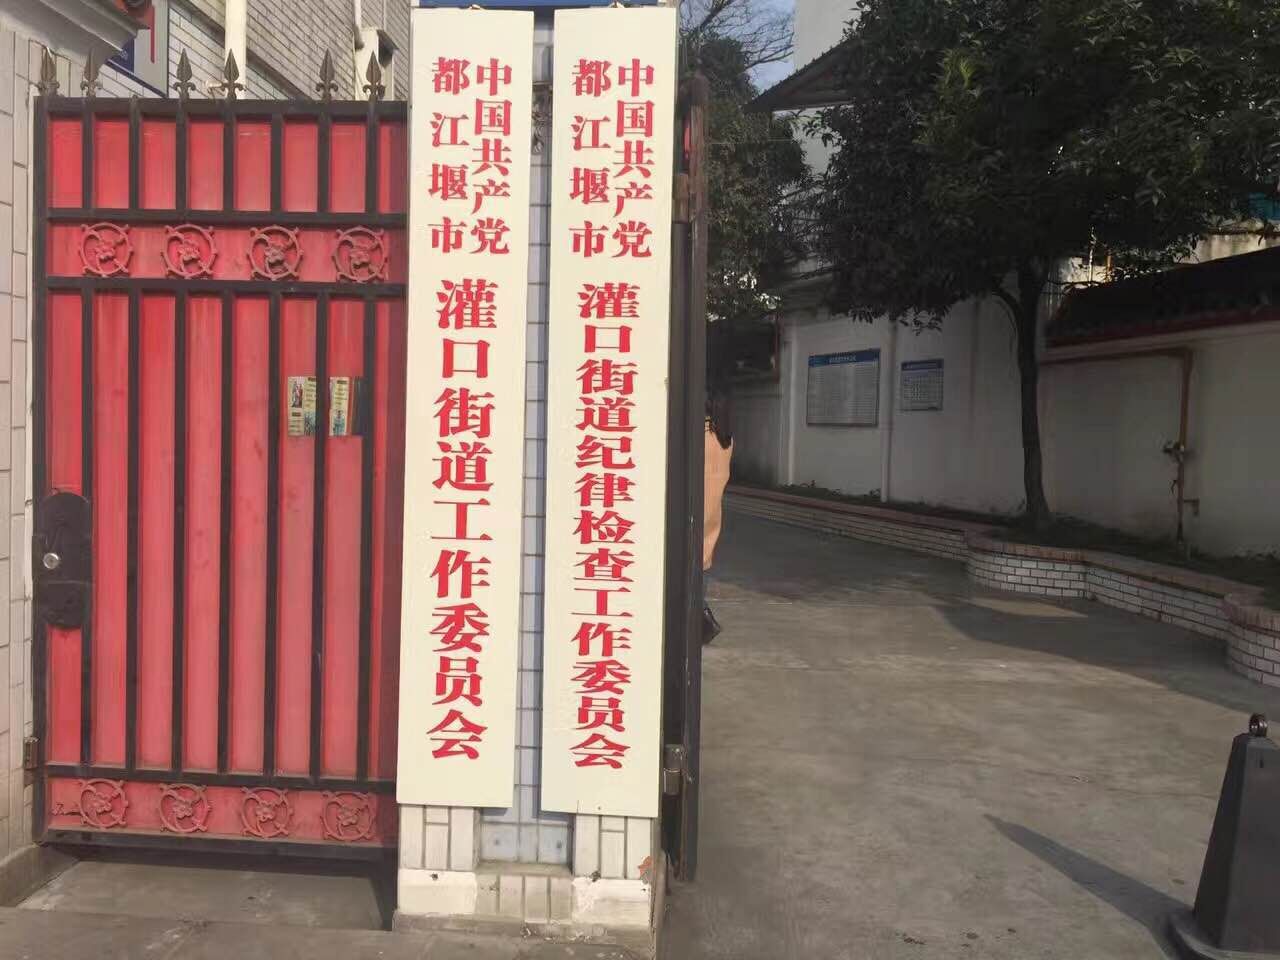 中国共产党
都江堰市
灌口街道工作委员会
中国共产党
都江堰市
灌口街道纪律检查工作委员会